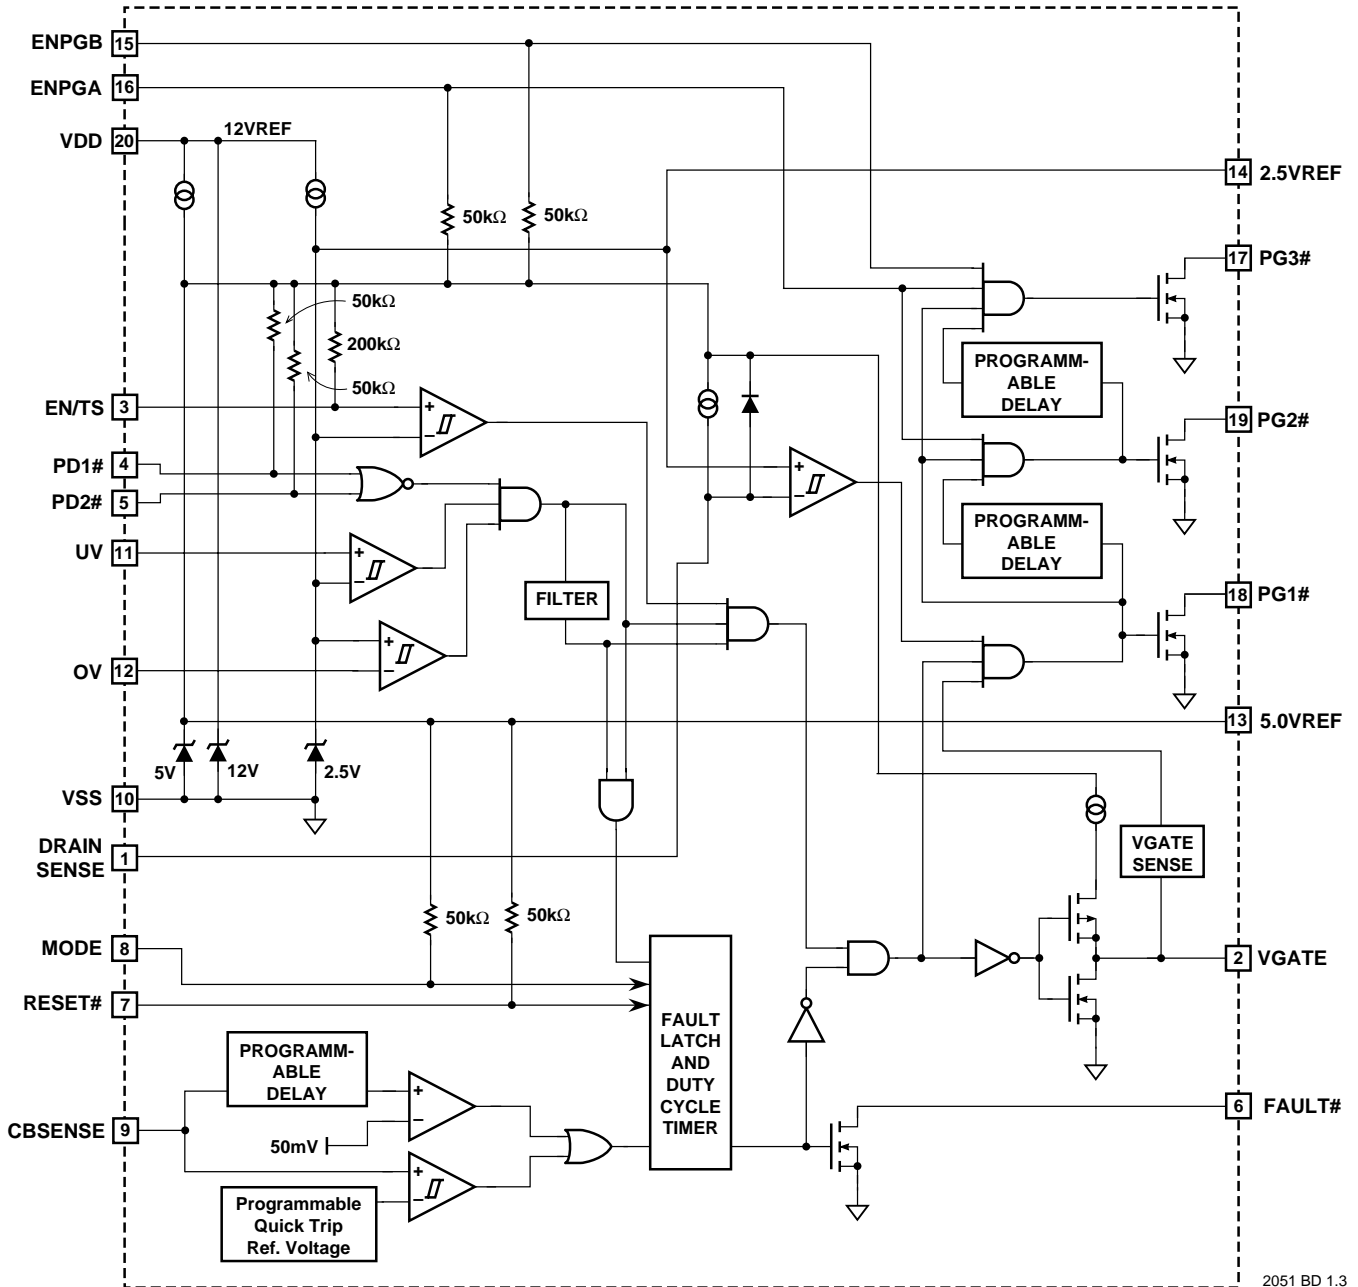 ENPGB 15
ENPGA 16
VDD 20
12VREF
14 2.5VREF
50kΩ
50kΩ
17 PG3#
50kΩ
200kΩ
50kΩ
PROGRAMM-
ABLE
DELAY
EN/TS 3
+
−
19 PG2#
PD1# 4
PD2# 5
+
−
UV 11
+
−
PROGRAMM-
ABLE
DELAY
FILTER
18 PG1#
OV 12
+
−
13 5.0VREF
5V
12V
2.5V
VSS 10
DRAIN
SENSE
1
VGATE
SENSE
50kΩ
50kΩ
MODE 8
2 VGATE
RESET# 7
FAULT
LATCH
AND
DUTY
CYCLE
TIMER
PROGRAMM-
ABLE
DELAY
+
−
CBSENSE 9
50mV
6 FAULT#
+
−
Programmable
Quick Trip
Ref. Voltage
2051 BD 1.3